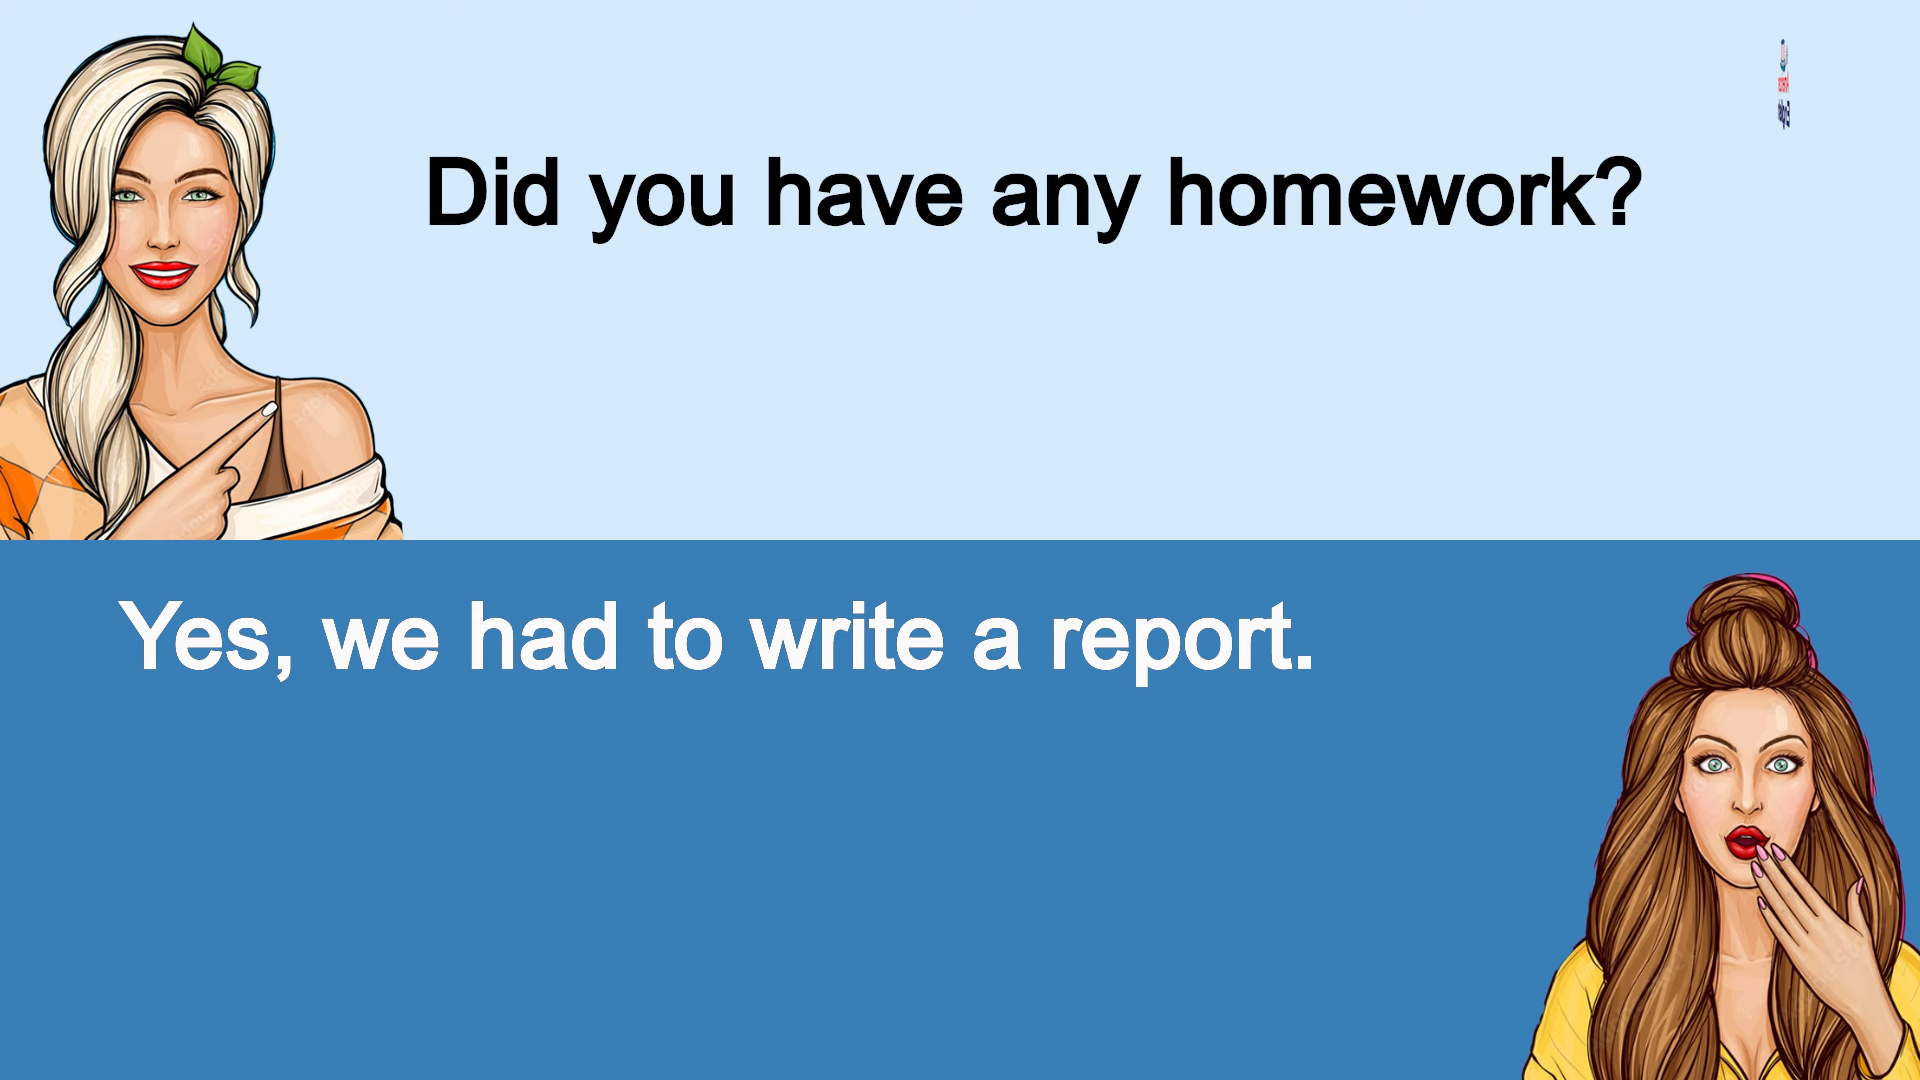 Did you have any homework?
Yes, we had to write a report.